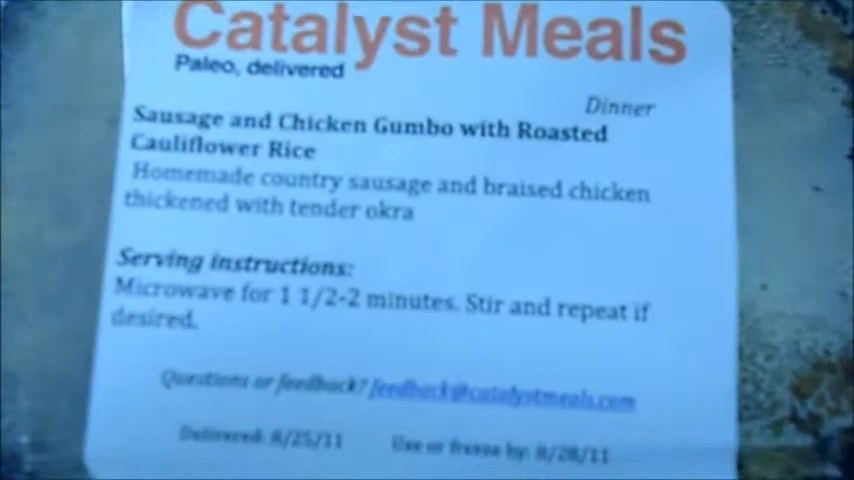 Catalyst Meals
Paleo, delivered
Dinner
Sausage and Chicken Gumbo with Roasted
Cauliflower Rice
Homemade country sausage and braised chicken
thickened with tender okra
Serving instructions:
Microwave for 1 1/2-2 minutes. Stir and repeat if
desired.
Questions or feedback? feedback@catalystmeals.com
Delivered: 8/25/11 Use or freeze by: 8/28/11